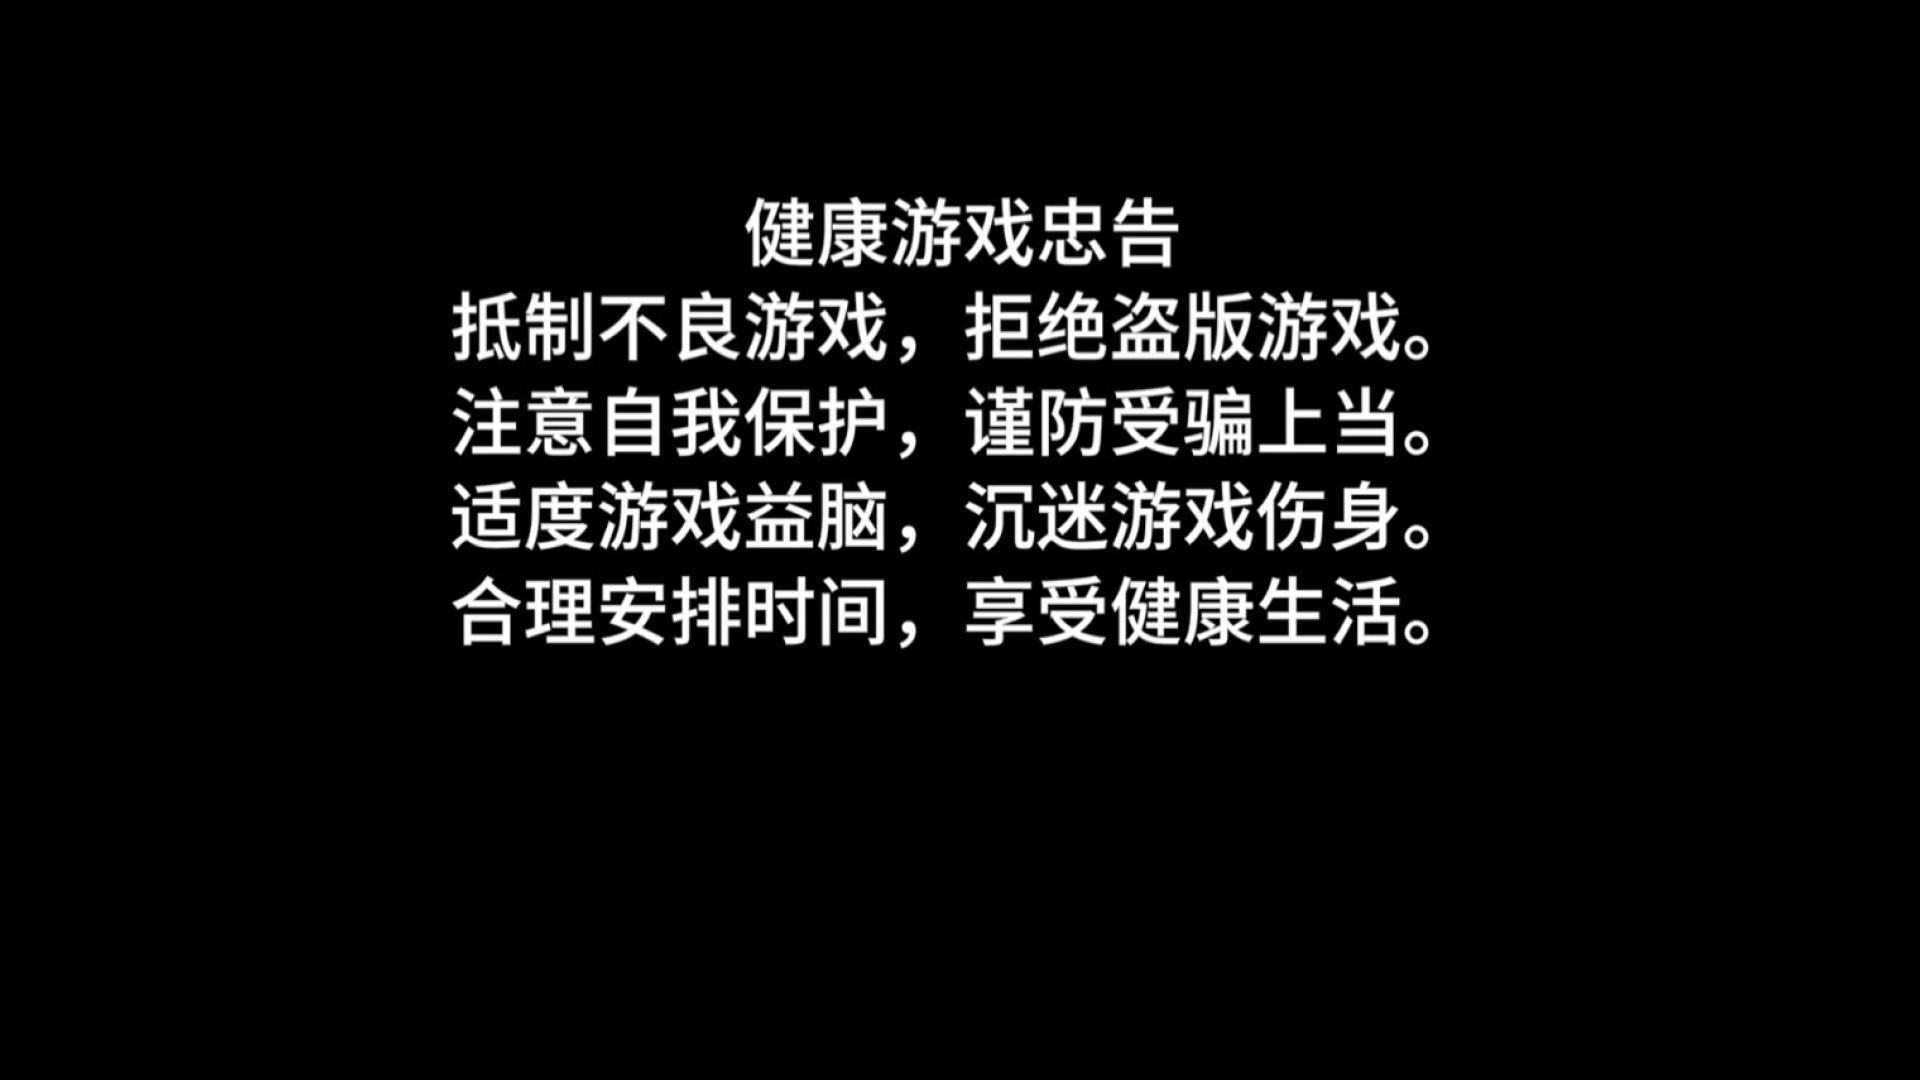 健康游戏忠告
抵制不良游戏，拒绝盗版游戏。
注意自我保护，谨防受骗上当。
适度游戏益脑，沉迷游戏伤身。
合理安排时间，享受健康生活。